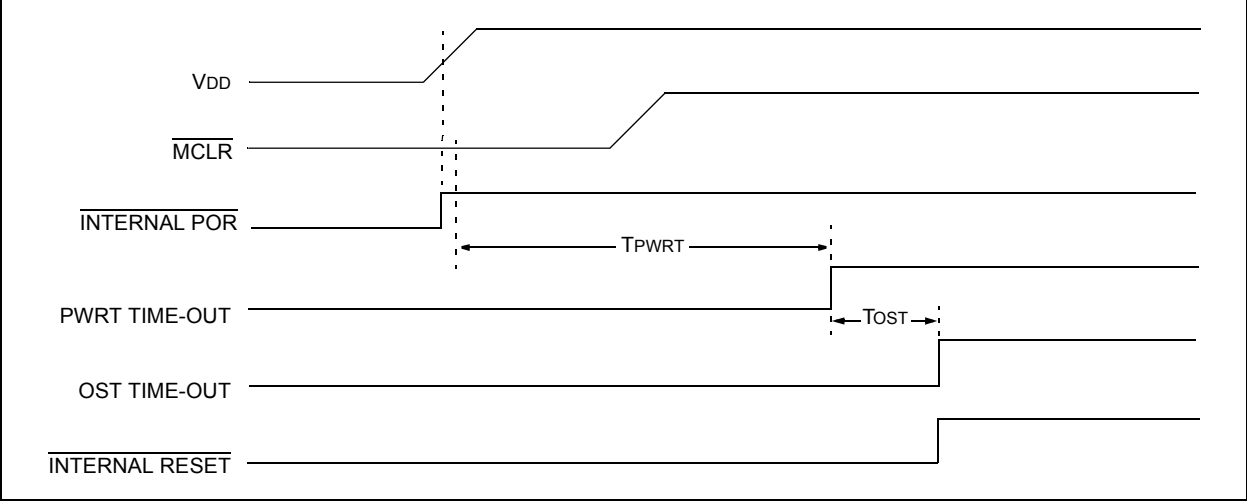 VDD
MCLR
INTERNAL POR
TPWRT
PWRT TIME-OUT
TOST
OST TIME-OUT
INTERNAL RESET